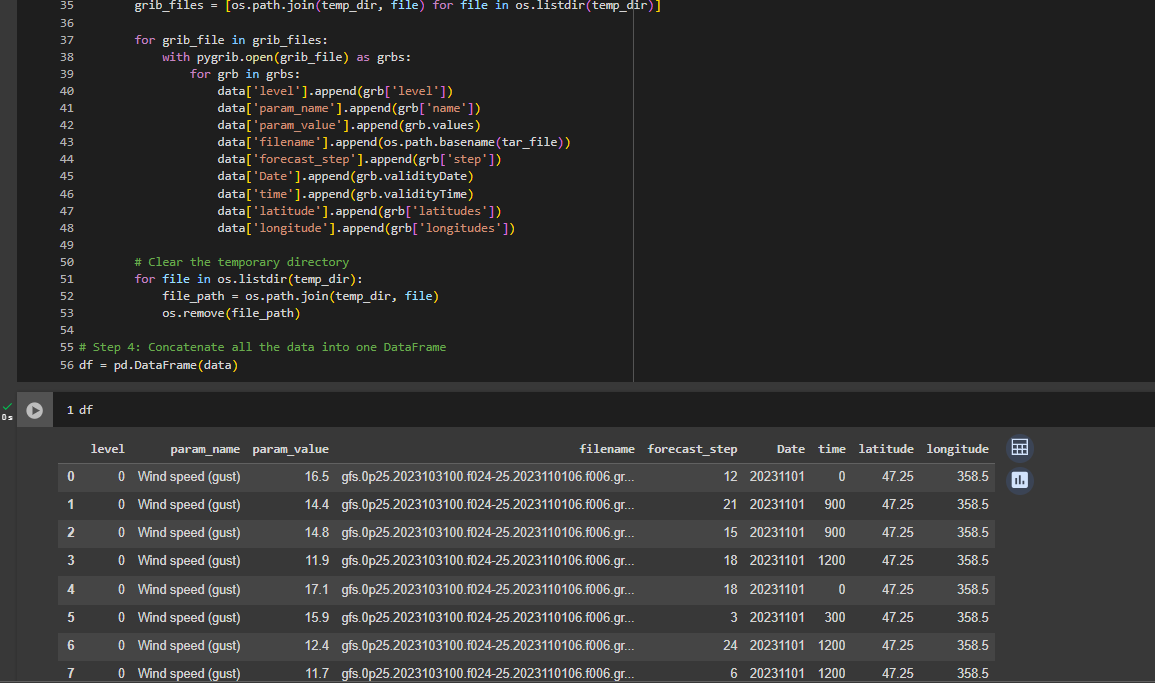 35 grib_files = [os.path.join(temp_dir, file) for file in os.listdir(temp_dir)]
36
37 for grib_file in grib_files:
38 with pygrib.open(grib_file) as grbs:
39 for grb in grbs:
40 data['level'].append(grb['level'])
41 data['param_name'].append(grb['name'])
42 data['param_value'].append(grb.values)
43 data['filename'].append(os.path.basename(tar_file))
44 data['forecast_step'].append(grb['step'])
45 data['Date'].append(grb.validityDate)
46 data['time'].append(grb.validityTime)
47 data['latitude'].append(grb['latitudes'])
48 data['longitude'].append(grb['longitudes'])
49
50 # Clear the temporary directory
51 for file in os.listdir(temp_dir):
52 file_path = os.path.join(temp_dir, file)
53 os.remove(file_path)
54
55 # Step 4: Concatenate all the data into one DataFrame
56 df = pd.DataFrame(data)
0s 1 df
level param_name param_value filename forecast_step Date time latitude longitude
0 0 Wind speed (gust) 16.5 gfs.0p25.2023103100.f024-25.2023110106.f006.gr... 12 20231101 0 47.25 358.5
1 0 Wind speed (gust) 14.4 gfs.0p25.2023103100.f024-25.2023110106.f006.gr... 21 20231101 900 47.25 358.5
2 0 Wind speed (gust) 14.8 gfs.0p25.2023103100.f024-25.2023110106.f006.gr... 15 20231101 900 47.25 358.5
3 0 Wind speed (gust) 11.9 gfs.0p25.2023103100.f024-25.2023110106.f006.gr... 18 20231101 1200 47.25 358.5
4 0 Wind speed (gust) 17.1 gfs.0p25.2023103100.f024-25.2023110106.f006.gr... 18 20231101 0 47.25 358.5
5 0 Wind speed (gust) 15.9 gfs.0p25.2023103100.f024-25.2023110106.f006.gr... 3 20231101 300 47.25 358.5
6 0 Wind speed (gust) 12.4 gfs.0p25.2023103100.f024-25.2023110106.f006.gr... 24 20231101 1200 47.25 358.5
7 0 Wind speed (gust) 11.7 gfs.0p25.2023103100.f024-25.2023110106.f006.gr... 6 20231101 1200 47.25 358.5